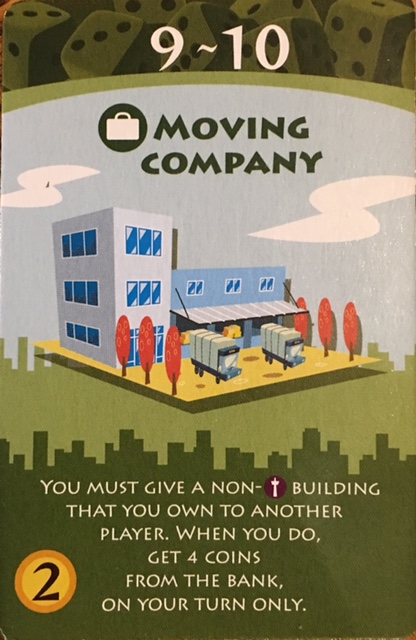 9~10
MOVING
COMPANY
YOU MUST GIVE A NON- BUILDING
THAT YOU OWN TO ANOTHER
PLAYER. WHEN YOU DO,
GET 4 COINS
FROM THE BANK,
ON YOUR TURN ONLY.
2